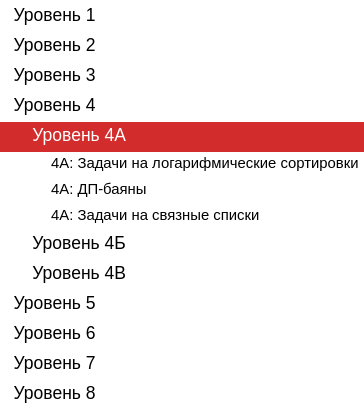 Уровень 1
Уровень 2
Уровень 3
Уровень 4
Уровень 4А
4А: Задачи на логарифмические сортировки
4А: ДП-баяны
4А: Задачи на связные списки
Уровень 4Б
Уровень 4В
Уровень 5
Уровень 6
Уровень 7
Уровень 8